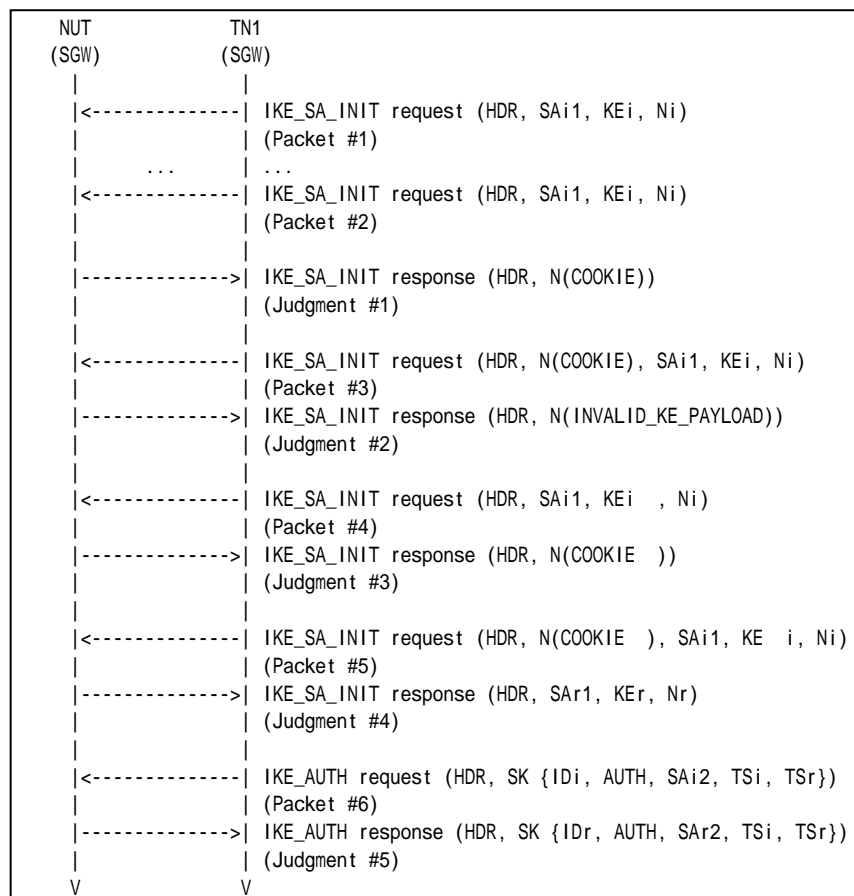 NUT                 TN1
(SGW)              (SGW)
  |                  |
  |<--------------| IKE_SA_INIT request (HDR, SAi1, KEi, Ni)
  |                  | (Packet #1)
  |        ...       | ...
  |<--------------| IKE_SA_INIT request (HDR, SAi1, KEi, Ni)
  |                  | (Packet #2)
  |                  |
  |-------------->| IKE_SA_INIT response (HDR, N(COOKIE))
  |                  | (Judgment #1)
  |                  |
  |<--------------| IKE_SA_INIT request (HDR, N(COOKIE), SAi1, KEi, Ni)
  |                  | (Packet #3)
  |-------------->| IKE_SA_INIT response (HDR, N(INVALID_KE_PAYLOAD))
  |                  | (Judgment #2)
  |                  |
  |<--------------| IKE_SA_INIT request (HDR, SAi1, KEi  , Ni)
  |                  | (Packet #4)
  |-------------->| IKE_SA_INIT response (HDR, N(COOKIE  ))
  |                  | (Judgment #3)
  |                  |
  |<--------------| IKE_SA_INIT request (HDR, N(COOKIE  ), SAi1, KE  i, Ni)
  |                  | (Packet #5)
  |-------------->| IKE_SA_INIT response (HDR, SAr1, KEr, Nr)
  |                  | (Judgment #4)
  |                  |
  |<--------------| IKE_AUTH request (HDR, SK {IDi, AUTH, SAi2, TSi, TSr})
  |                  | (Packet #6)
  |-------------->| IKE_AUTH response (HDR, SK {IDr, AUTH, SAr2, TSi, TSr})
  |                  | (Judgment #5)
  V                  V